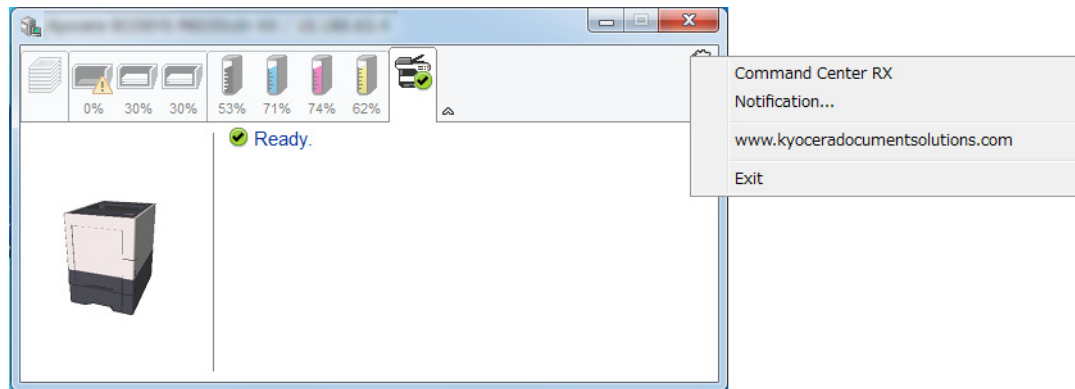 0% 30% 30% 53% 71% 74% 62%
Ready.
Command Center RX
Notification...
www.kyoceradocumentsolutions.com
Exit